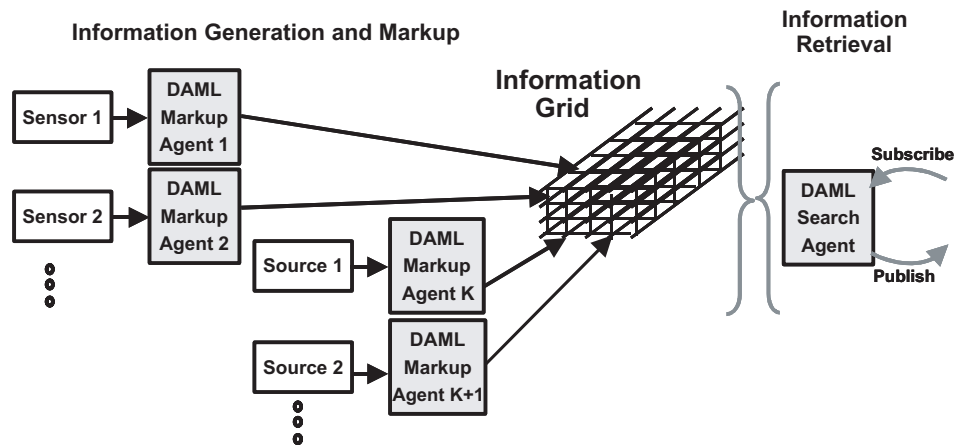 Information Generation and Markup
Information
Retrieval
Information
Grid
Sensor 1
DAML
Markup
Agent 1
Sensor 2
DAML
Markup
Agent 2
Source 1
DAML
Markup
Agent K
Source 2
DAML
Markup
Agent K+1
Subscribe
DAML
Search
Agent
Publish